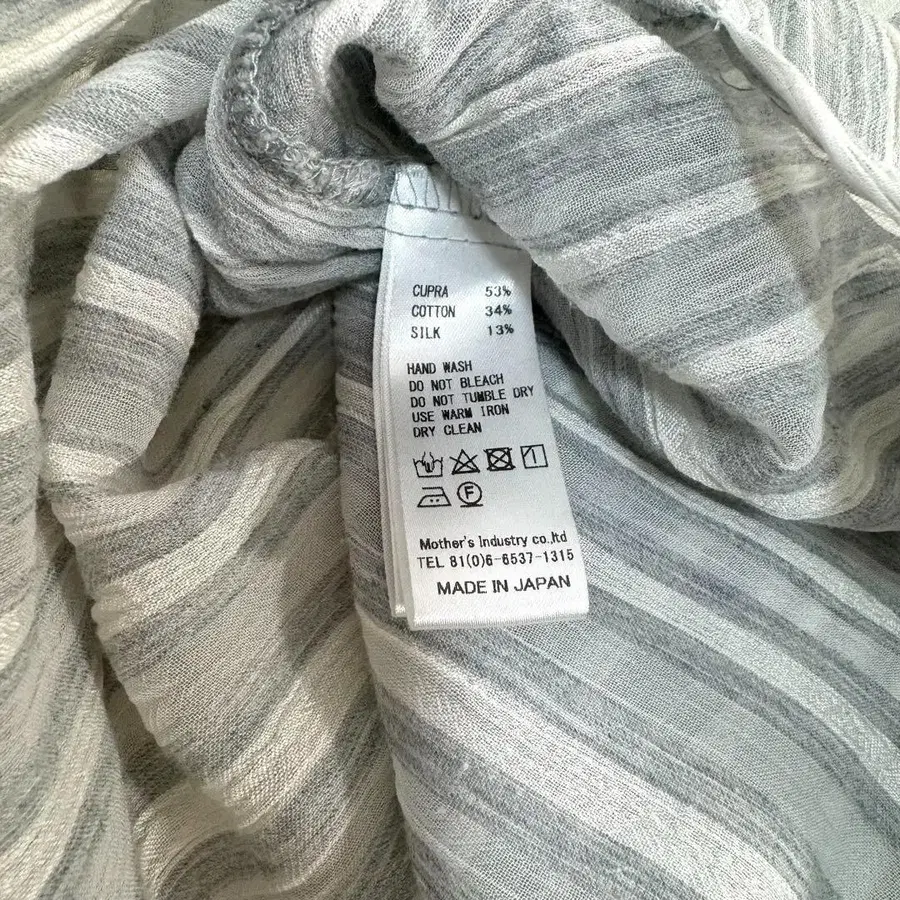 CUPRA 53%
COTTON 34%
SILK 13%
HAND WASH
DO NOT BLEACH
DO NOT TUMBLE DRY
USE WARM IRON
DRY CLEAN
F
Mother's Industry co.,ltd
TEL 81(0)6-6537-1315
MADE IN JAPAN